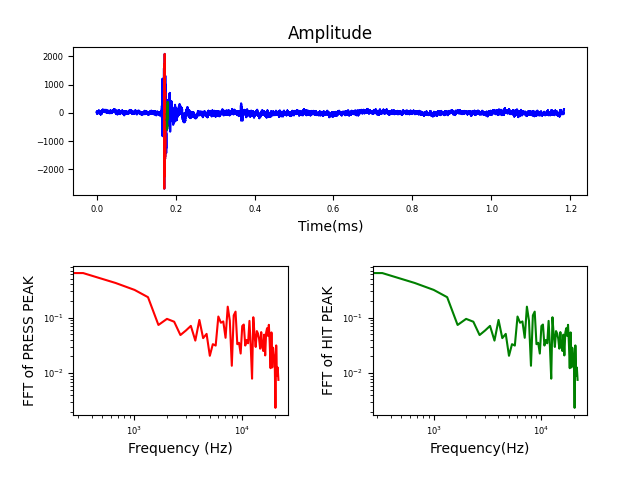 Amplitude
2000
1000
0
−1000
−2000
0.0 0.2 0.4 0.6 0.8 1.0 1.2
Time(ms)
FFT of PRESS PEAK
10⁻¹
10⁻²
10³ 10⁴
Frequency (Hz)
FFT of HIT PEAK
10⁻¹
10⁻²
10³ 10⁴
Frequency(Hz)